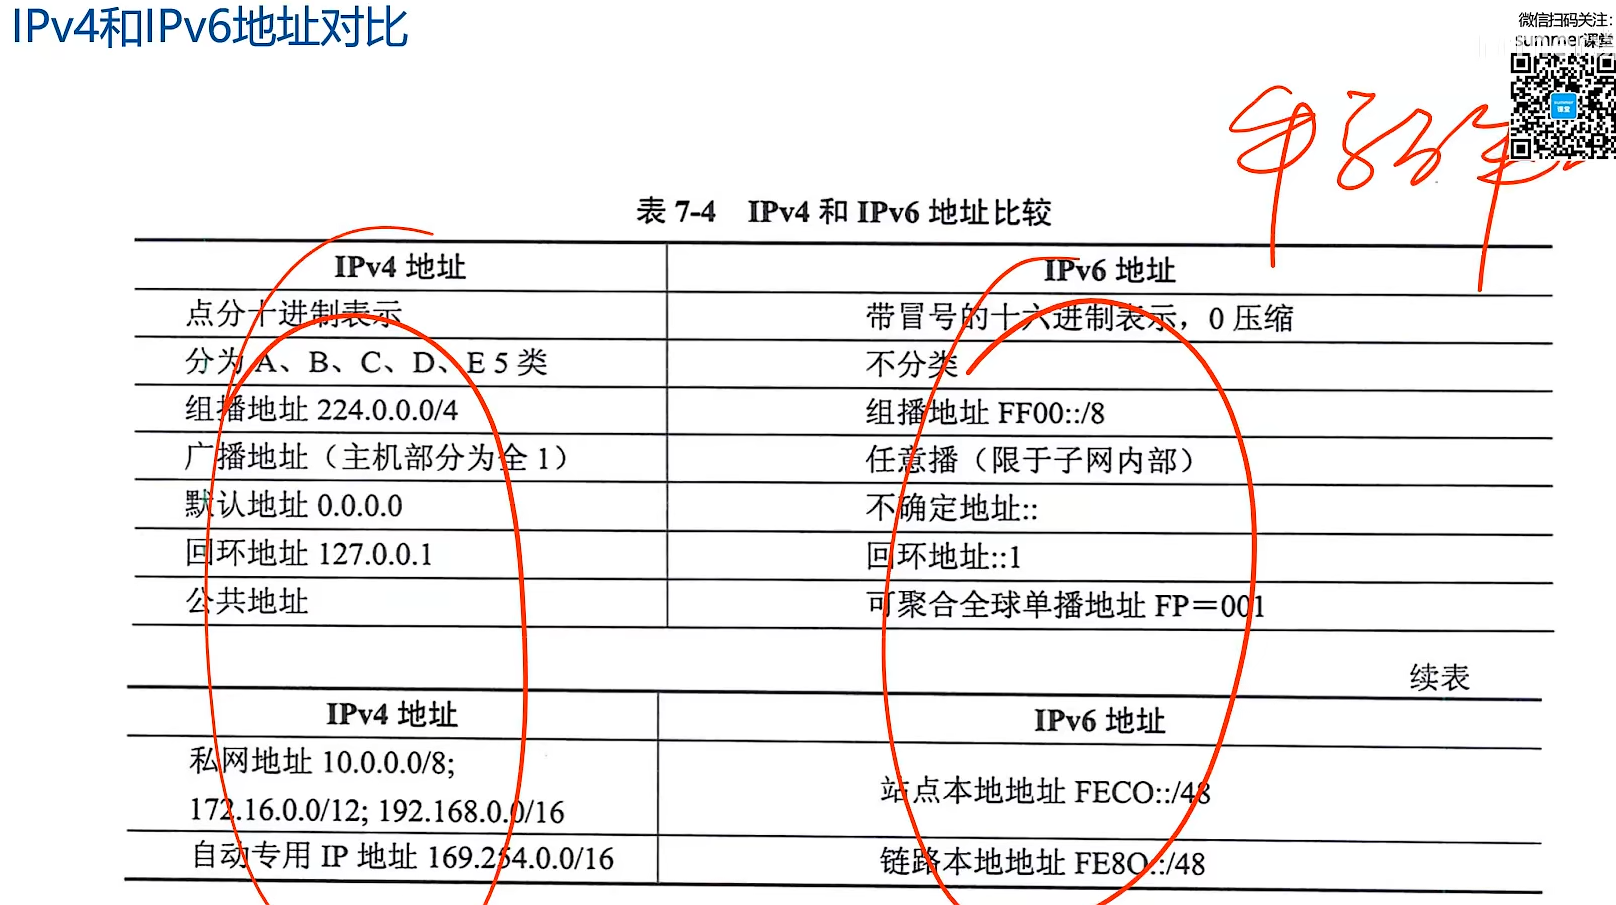 IPv4和IPv6地址对比
微信扫码关注：
summer课堂
表 7-4 IPv4 和 IPv6 地址比较
IPv4 地址 IPv6 地址
点分十进制表示 带冒号的十六进制表示，0 压缩
分为 A、B、C、D、E 5 类 不分类
组播地址 224.0.0.0/4 组播地址 FF00::/8
广播地址（主机部分为全 1） 任意播（限于子网内部）
默认地址 0.0.0.0 不确定地址::
回环地址 127.0.0.1 回环地址::1
公共地址 可聚合全球单播地址 FP＝001
续表
IPv4 地址 IPv6 地址
私网地址 10.0.0.0/8;
172.16.0.0/12; 192.168.0.0/16 站点本地地址 FECO::/48
自动专用 IP 地址 169.254.0.0/16 链路本地地址 FE8O::/48